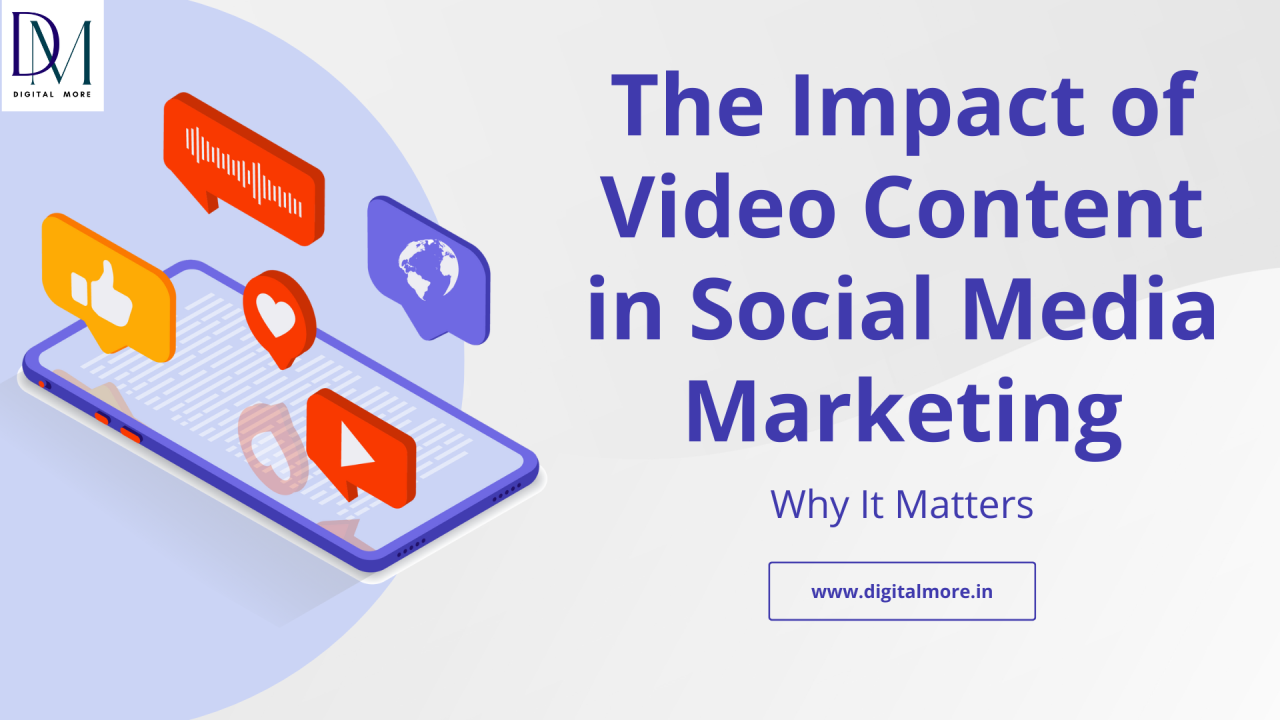 DM
DIGITAL MORE
The Impact of
Video Content
in Social Media
Marketing
Why It Matters
www.digitalmore.in